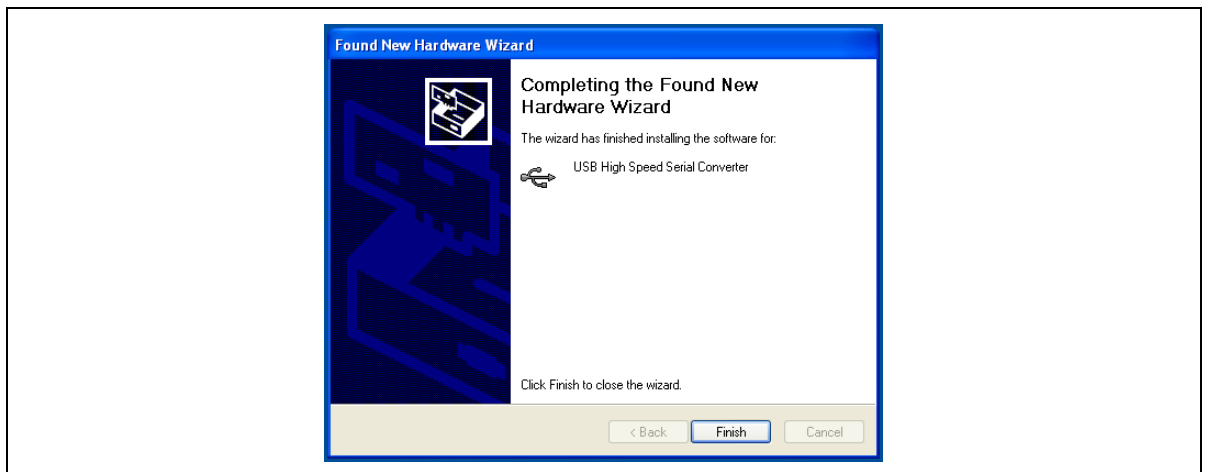 Found New Hardware Wizard
Completing the Found New
Hardware Wizard
The wizard has finished installing the software for:
USB High Speed Serial Converter
Click Finish to close the wizard.
< Back
Finish
Cancel